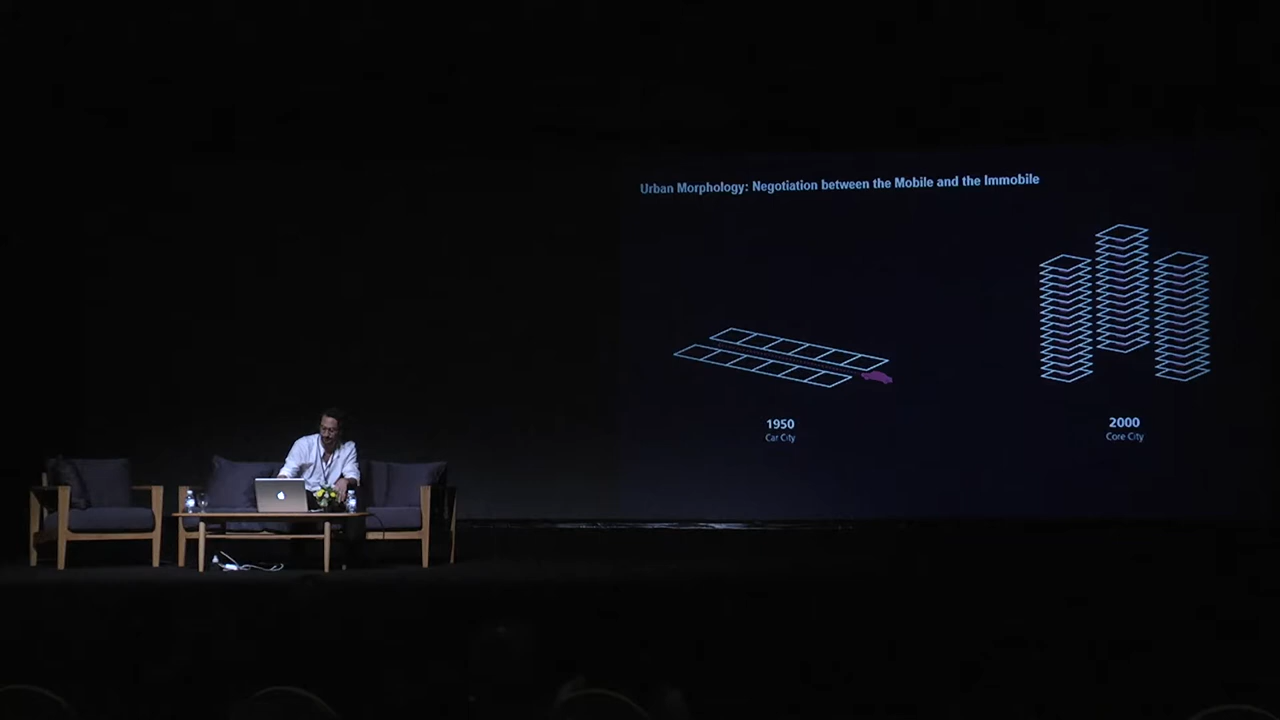 Urban Morphology: Negotiation between the Mobile and the Immobile
1950
Car City
2000
Core City